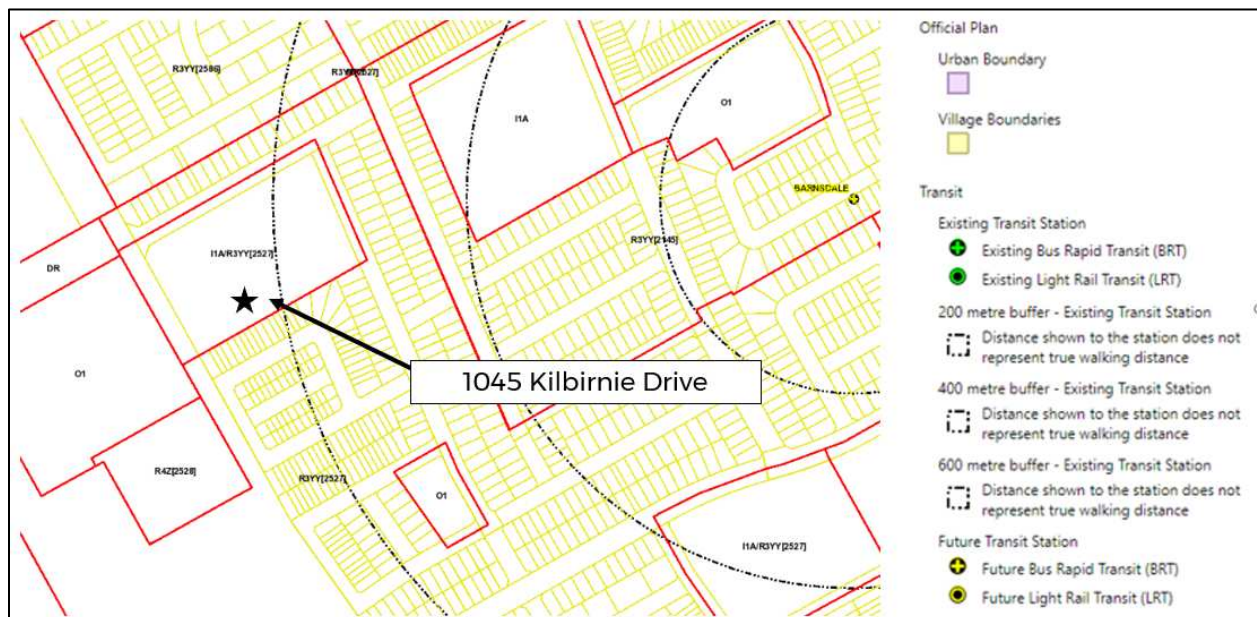 R3YY[2586]
I1A
O1
BARNSDALE
I1A/R3YY[2527]
R3YY[2145]
DR
O1
1045 Kilbirnie Drive
R4Z[2528]
R3YY[2527]
O1
I1A/R3YY[2527]
Official Plan
Urban Boundary
Village Boundaries
Transit
Existing Transit Station
Existing Bus Rapid Transit (BRT)
Existing Light Rail Transit (LRT)
200 metre buffer - Existing Transit Station
Distance shown to the station does not
represent true walking distance
400 metre buffer - Existing Transit Station
Distance shown to the station does not
represent true walking distance
600 metre buffer - Existing Transit Station
Distance shown to the station does not
represent true walking distance
Future Transit Station
Future Bus Rapid Transit (BRT)
Future Light Rail Transit (LRT)